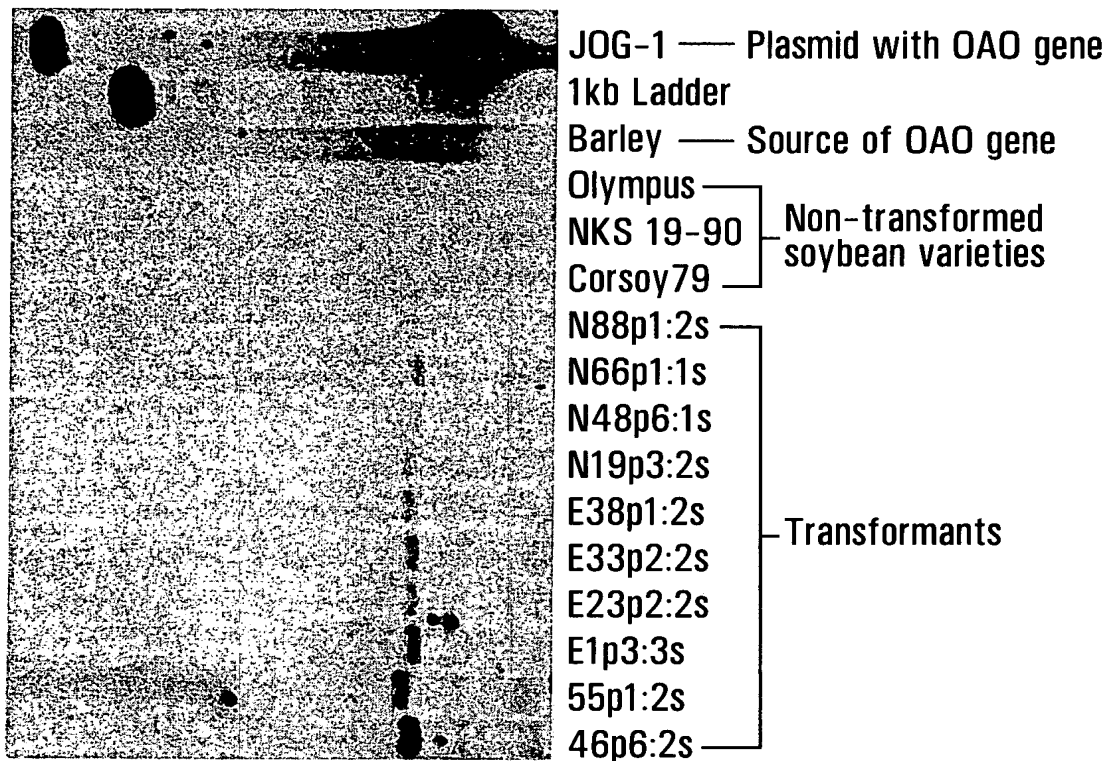 JOG-1 — Plasmid with OAO gene
1kb Ladder
Barley — Source of OAO gene
Olympus
NKS 19-90
Corsoy79
Non-transformed
soybean varieties
N88p1:2s
N66p1:1s
N48p6:1s
N19p3:2s
E38p1:2s
E33p2:2s
E23p2:2s
E1p3:3s
55p1:2s
46p6:2s
Transformants